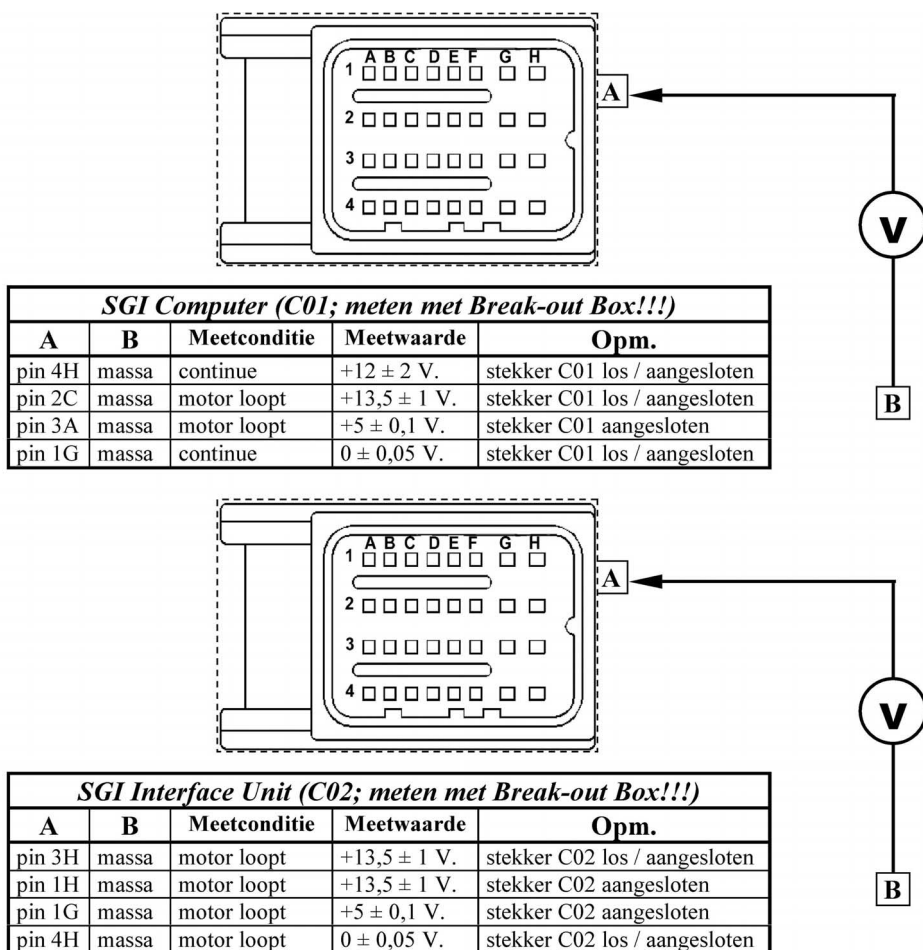 A B C D E F G H
1
2
3
4
A
V
B
SGI Computer (C01; meten met Break-out Box!!!)
A B Meetconditie Meetwaarde Opm.
pin 4H massa continue +12 ± 2 V. stekker C01 los / aangesloten
pin 2C massa motor loopt +13,5 ± 1 V. stekker C01 los / aangesloten
pin 3A massa motor loopt +5 ± 0,1 V. stekker C01 aangesloten
pin 1G massa continue 0 ± 0,05 V. stekker C01 los / aangesloten
A B C D E F G H
1
2
3
4
A
V
B
SGI Interface Unit (C02; meten met Break-out Box!!!)
A B Meetconditie Meetwaarde Opm.
pin 3H massa motor loopt +13,5 ± 1 V. stekker C02 los / aangesloten
pin 1H massa motor loopt +13,5 ± 1 V. stekker C02 aangesloten
pin 1G massa motor loopt +5 ± 0,1 V. stekker C02 aangesloten
pin 4H massa motor loopt 0 ± 0,05 V. stekker C02 los / aangesloten